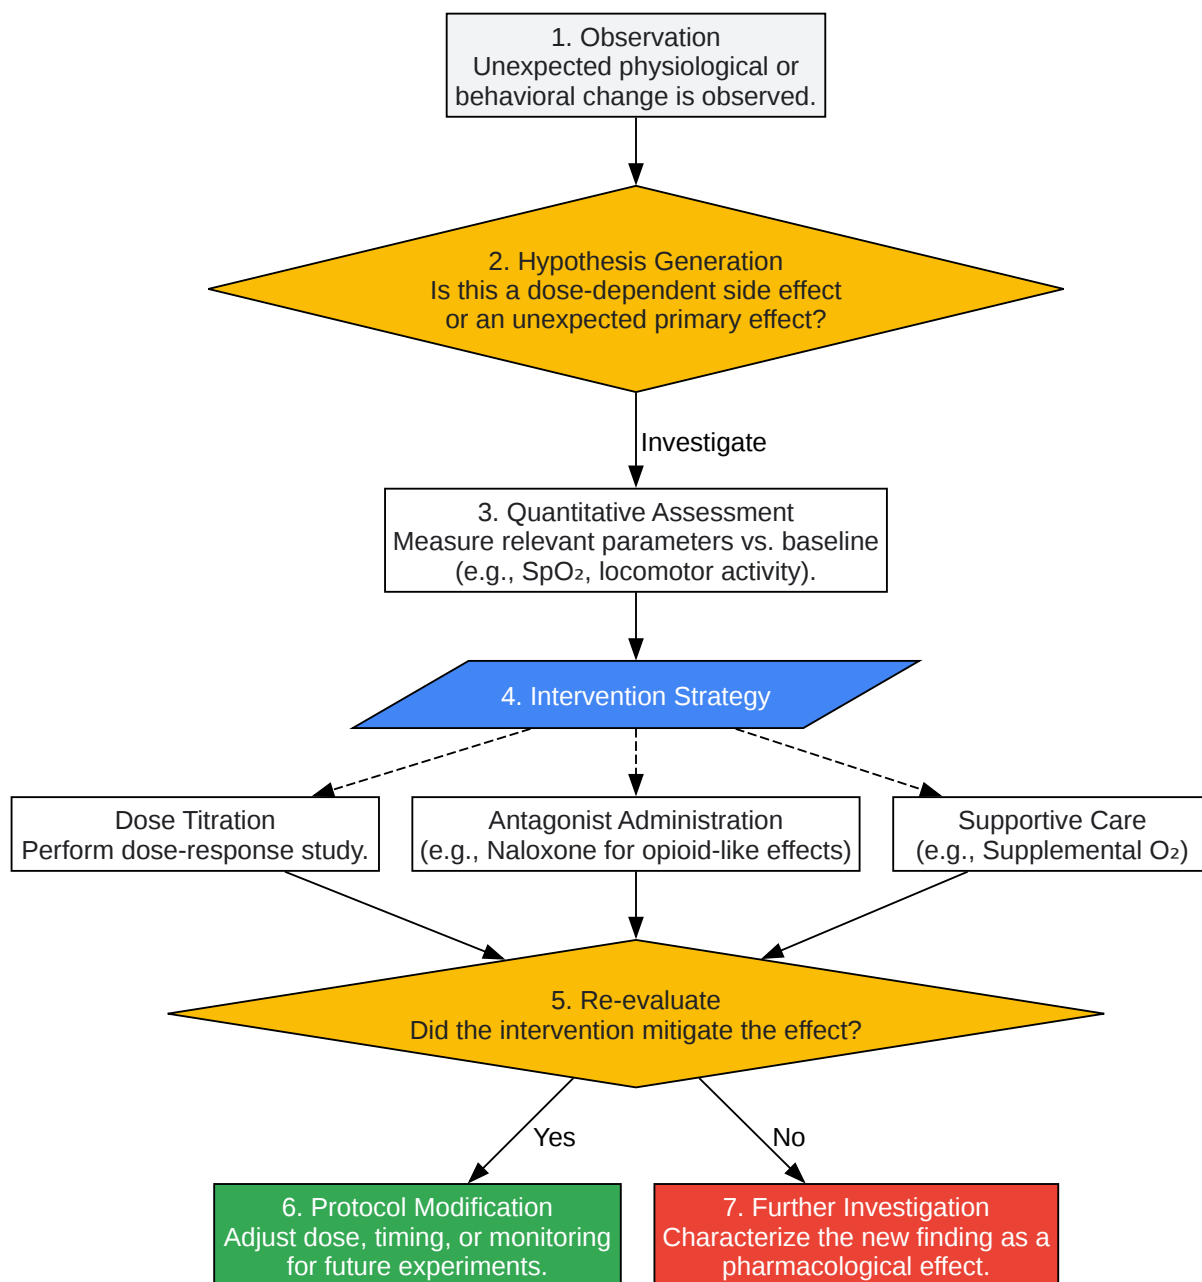 1. Observation
Unexpected physiological or
behavioral change is observed.
2. Hypothesis Generation
Is this a dose-dependent side effect
or an unexpected primary effect?
Investigate
3. Quantitative Assessment
Measure relevant parameters vs. baseline
(e.g., SpO₂, locomotor activity).
4. Intervention Strategy
Dose Titration
Perform dose-response study.
Antagonist Administration
(e.g., Naloxone for opioid-like effects)
Supportive Care
(e.g., Supplemental O₂)
5. Re-evaluate
Did the intervention mitigate the effect?
Yes
No
6. Protocol Modification
Adjust dose, timing, or monitoring
for future experiments.
7. Further Investigation
Characterize the new finding as a
pharmacological effect.